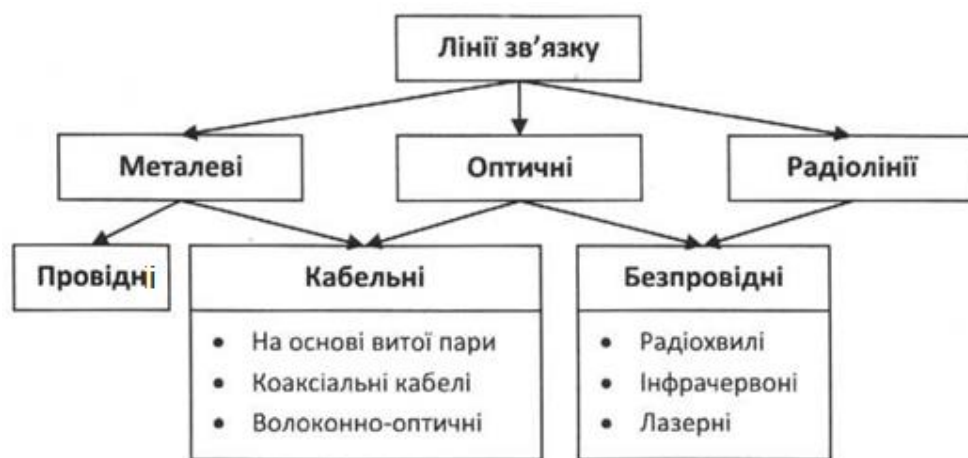 Лінії зв’язку
Металеві
Оптичні
Радіолінії
Провідні
Кабельні
Безпровідні
• На основі витої пари
• Коаксіальні кабелі
• Волоконно-оптичні
• Радіохвилі
• Інфрачервоні
• Лазерні